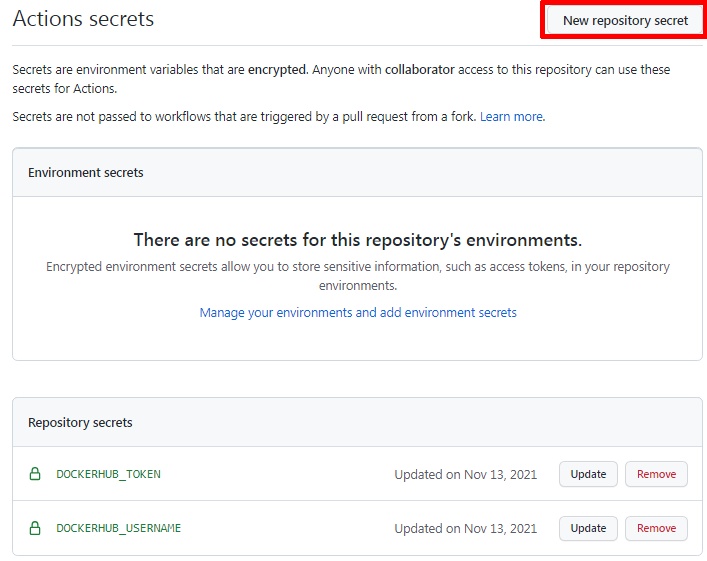 Actions secrets
New repository secret
Secrets are environment variables that are encrypted. Anyone with collaborator access to this repository can use these
secrets for Actions.
Secrets are not passed to workflows that are triggered by a pull request from a fork. Learn more.
Environment secrets
There are no secrets for this repository's environments.
Encrypted environment secrets allow you to store sensitive information, such as access tokens, in your repository
environments.
Manage your environments and add environment secrets
Repository secrets
DOCKERHUB_TOKEN Updated on Nov 13, 2021 Update Remove
DOCKERHUB_USERNAME Updated on Nov 13, 2021 Update Remove